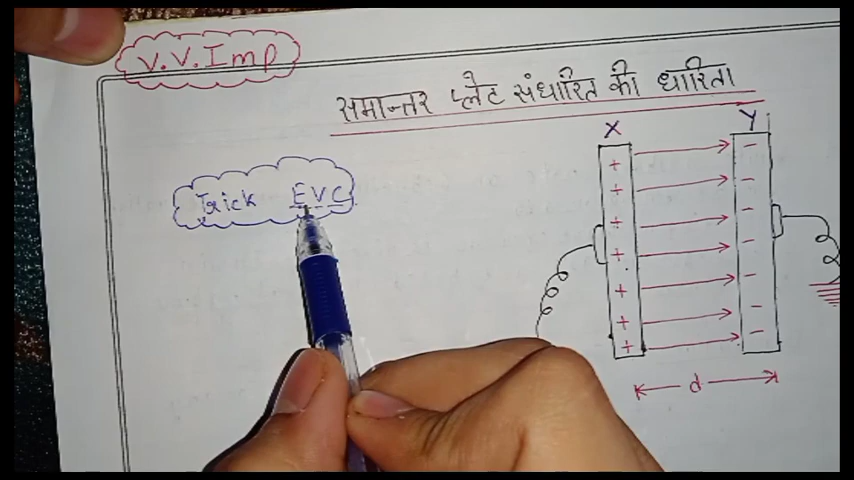 V.V.Imp
समान्तर प्लेट संधारित की धारिता
Trick EVC
X Y
+ -
+ -
+ -
+ -
+ -
+ -
+ -
d